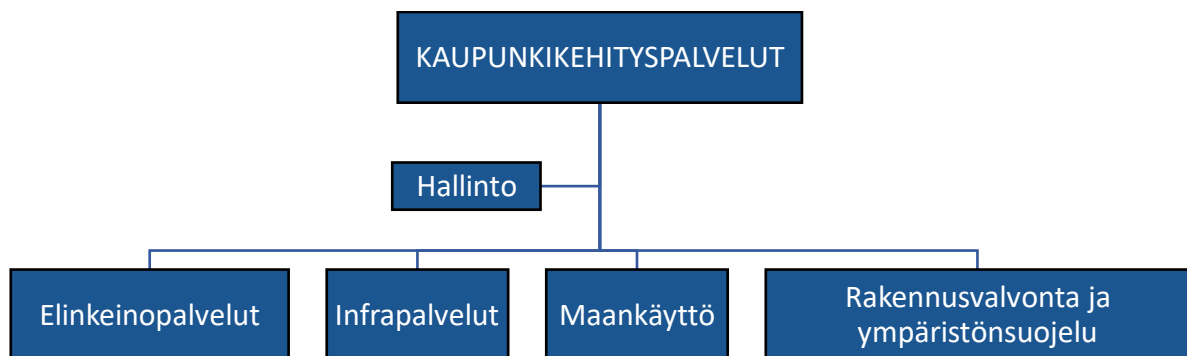 KAUPUNKIKEHITYSPALVELUT
Hallinto
Elinkeinopalvelut
Infrapalvelut
Maankäyttö
Rakennusvalvonta ja
ympäristönsuojelu